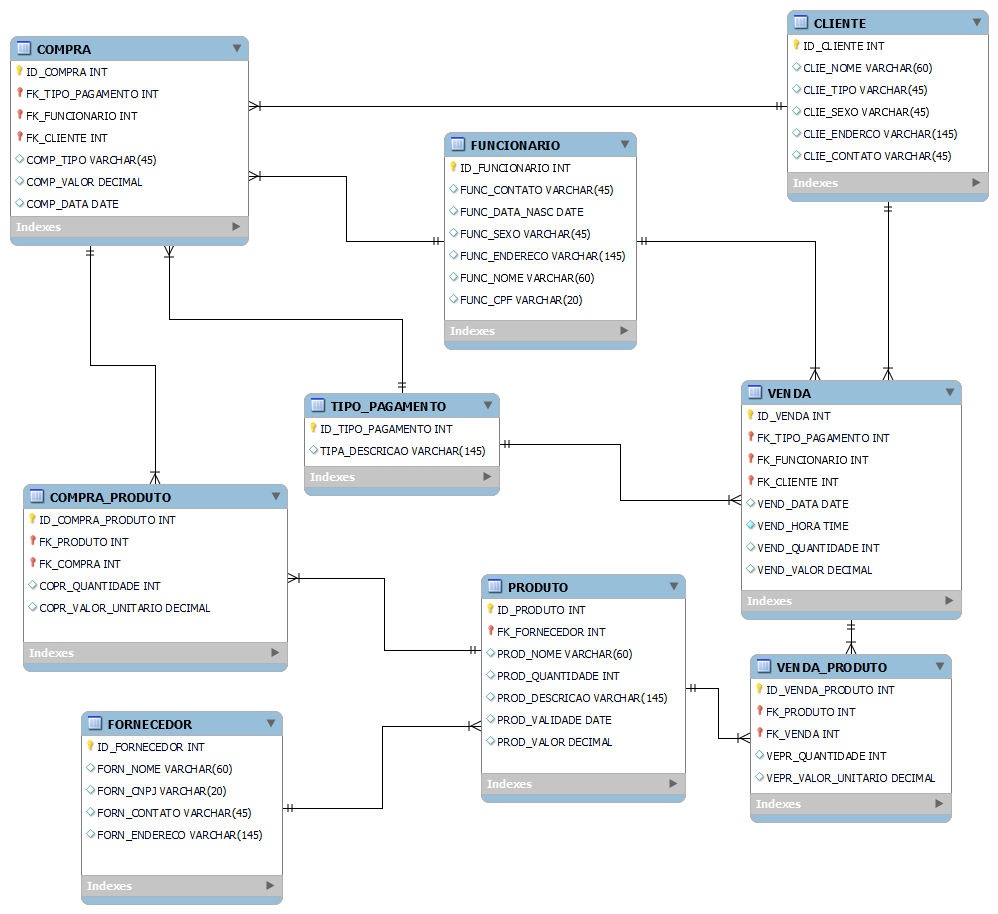 COMPRA
ID_COMPRA INT
FK_TIPO_PAGAMENTO INT
FK_FUNCIONARIO INT
FK_CLIENTE INT
COMP_TIPO VARCHAR(45)
COMP_VALOR DECIMAL
COMP_DATA DATE
Indexes
CLIENTE
ID_CLIENTE INT
CLIE_NOME VARCHAR(60)
CLIE_TIPO VARCHAR(45)
CLIE_SEXO VARCHAR(45)
CLIE_ENDERCO VARCHAR(145)
CLIE_CONTATO VARCHAR(45)
Indexes
FUNCIONARIO
ID_FUNCIONARIO INT
FUNC_CONTATO VARCHAR(45)
FUNC_DATA_NASC DATE
FUNC_SEXO VARCHAR(45)
FUNC_ENDERECO VARCHAR(145)
FUNC_NOME VARCHAR(60)
FUNC_CPF VARCHAR(20)
Indexes
TIPO_PAGAMENTO
ID_TIPO_PAGAMENTO INT
TIPA_DESCRICAO VARCHAR(145)
Indexes
VENDA
ID_VENDA INT
FK_TIPO_PAGAMENTO INT
FK_FUNCIONARIO INT
FK_CLIENTE INT
VEND_DATA DATE
VEND_HORA TIME
VEND_QUANTIDADE INT
VEND_VALOR DECIMAL
Indexes
COMPRA_PRODUTO
ID_COMPRA_PRODUTO INT
FK_PRODUTO INT
FK_COMPRA INT
COPR_QUANTIDADE INT
COPR_VALOR_UNITARIO DECIMAL
Indexes
PRODUTO
ID_PRODUTO INT
FK_FORNECEDOR INT
PROD_NOME VARCHAR(60)
PROD_QUANTIDADE INT
PROD_DESCRICAO VARCHAR(145)
PROD_VALIDADE DATE
PROD_VALOR DECIMAL
Indexes
VENDA_PRODUTO
ID_VENDA_PRODUTO INT
FK_PRODUTO INT
FK_VENDA INT
VEPR_QUANTIDADE INT
VEPR_VALOR_UNITARIO DECIMAL
Indexes
FORNECEDOR
ID_FORNECEDOR INT
FORN_NOME VARCHAR(60)
FORN_CNPJ VARCHAR(20)
FORN_CONTATO VARCHAR(45)
FORN_ENDERECO VARCHAR(145)
Indexes